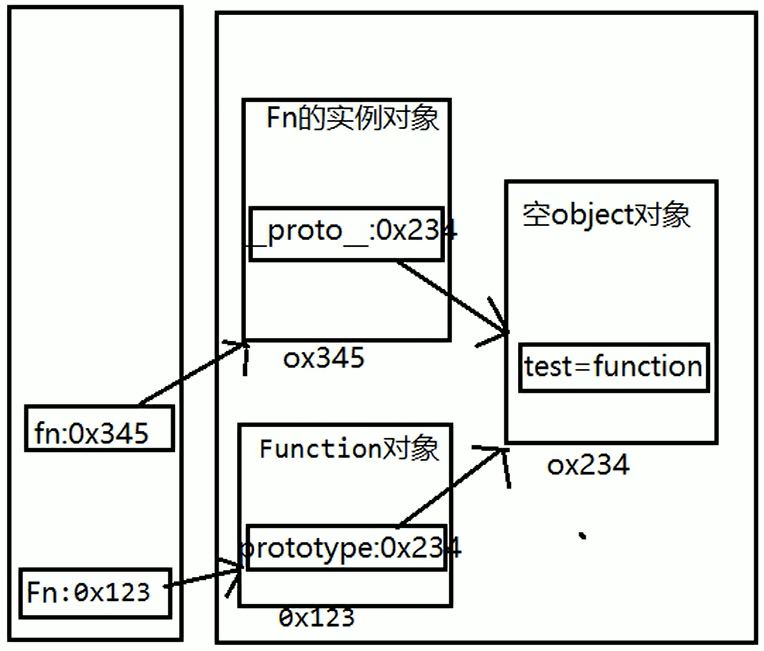 Fn的实例对象
__proto__:0x234
ox345
空object对象
test=function
ox234
fn:0x345
Function对象
prototype:0x234
0x123
Fn:0x123